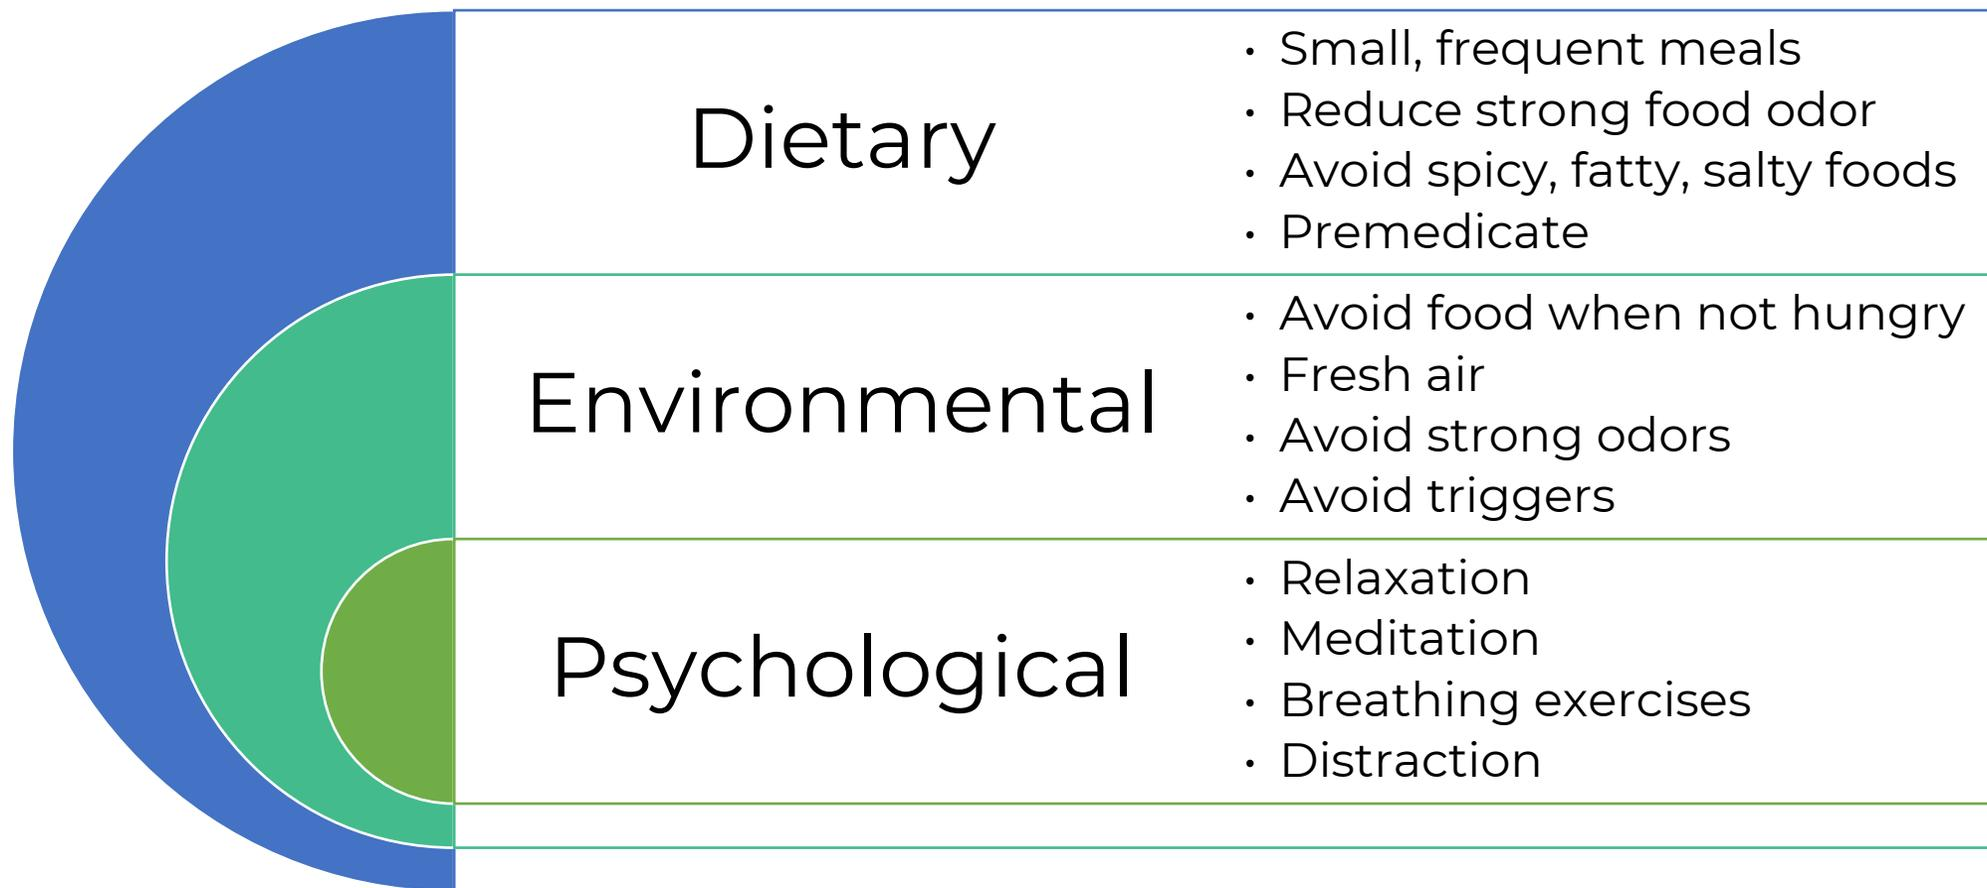 Dietary
• Small, frequent meals
• Reduce strong food odor
• Avoid spicy, fatty, salty foods
• Premedicate
Environmental
• Avoid food when not hungry
• Fresh air
• Avoid strong odors
• Avoid triggers
Psychological
• Relaxation
• Meditation
• Breathing exercises
• Distraction